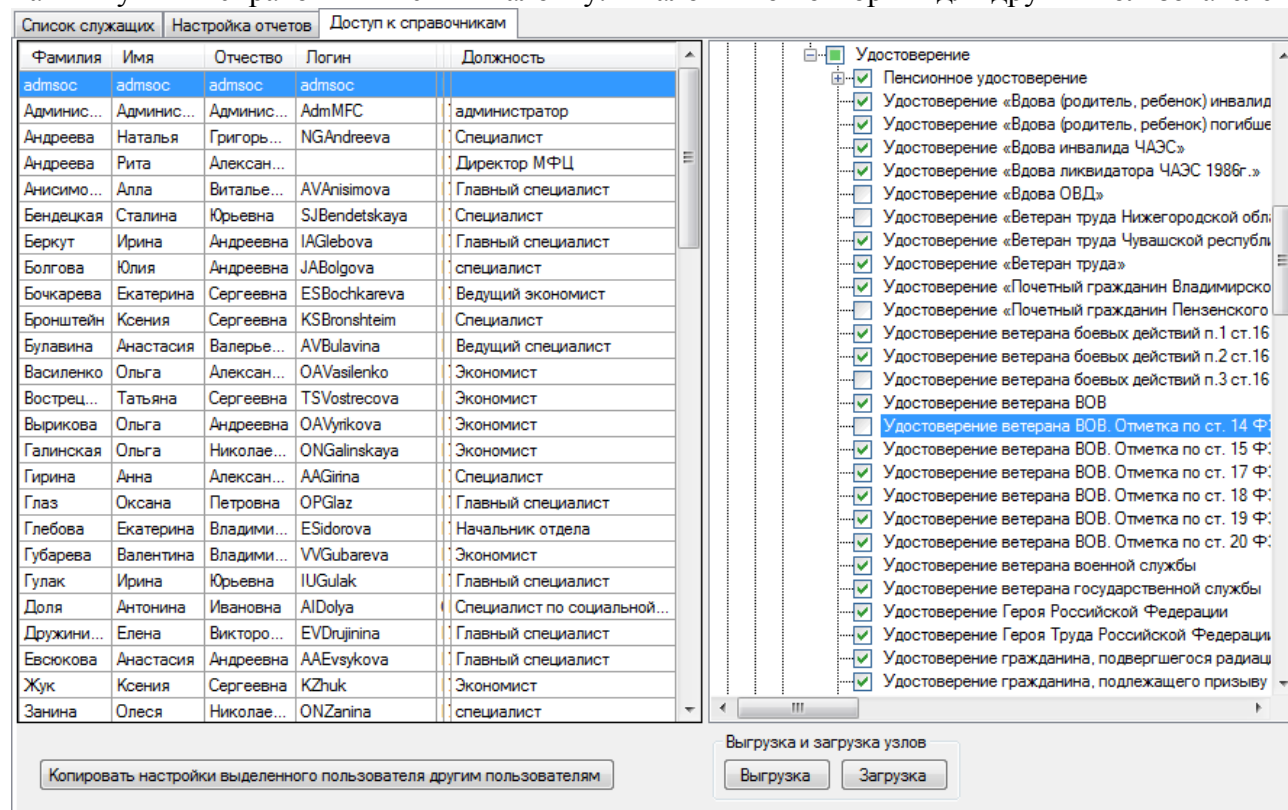 Список служащих Настройка отчетов Доступ к справочникам
Фамилия Имя Отчество Логин Должность
admsoc admsoc admsoc admsoc
Админис... Админис... Админис... AdmMFC администратор
Андреева Наталья Григорь... NGAndreeva Специалист
Андреева Рита Алексан... Директор МФЦ
Анисимо... Алла Виталье... AVAnisimova Главный специалист
Бендецкая Сталина Юрьевна SJBendetskaya Специалист
Беркут Ирина Андреевна IAGlebova Главный специалист
Болгова Юлия Андреевна JABolgova специалист
Бочкарева Екатерина Сергеевна ESBochkareva Ведущий экономист
Бронштейн Ксения Сергеевна KSBronshteim Специалист
Булавина Анастасия Валерье... AVBulavina Ведущий специалист
Василенко Ольга Алексан... OAVasilenko Экономист
Вострец... Татьяна Сергеевна TSVostrecova Экономист
Вырикова Ольга Андреевна OAVyrikova Экономист
Галинская Ольга Николае... ONGalinskaya Экономист
Гирина Анна Алексан... AAGirina Специалист
Глаз Оксана Петровна OPGlaz Главный специалист
Глебова Екатерина Владими... ESidorova Начальник отдела
Губарева Валентина Владими... VVGubareva Экономист
Гулак Ирина Юрьевна IUGulak Главный специалист
Доля Антонина Ивановна AIDolya Специалист по социальной...
Дружини... Елена Викторо... EVDrujinina Главный специалист
Евсюкова Анастасия Андреевна AAEvsykova Главный специалист
Жук Ксения Сергеевна KZhuk Экономист
Занина Олеся Николае... ONZanina специалист
Удостоверение
Пенсионное удостоверение
Удостоверение «Вдова (родитель, ребенок) инвалид
Удостоверение «Вдова (родитель, ребенок) погибше
Удостоверение «Вдова инвалида ЧАЭС»
Удостоверение «Вдова ликвидатора ЧАЭС 1986г.»
Удостоверение «Вдова ОВД»
Удостоверение «Ветеран труда Нижегородской обл
Удостоверение «Ветеран труда Чувашской республи
Удостоверение «Ветеран труда»
Удостоверение «Почетный гражданин Владимирско
Удостоверение «Почетный гражданин Пензенского
Удостоверение ветерана боевых действий п.1 ст.16
Удостоверение ветерана боевых действий п.2 ст.16
Удостоверение ветерана боевых действий п.3 ст.16
Удостоверение ветерана ВОВ
Удостоверение ветерана ВОВ. Отметка по ст. 14 ФЗ
Удостоверение ветерана ВОВ. Отметка по ст. 15 ФЗ
Удостоверение ветерана ВОВ. Отметка по ст. 17 ФЗ
Удостоверение ветерана ВОВ. Отметка по ст. 18 ФЗ
Удостоверение ветерана ВОВ. Отметка по ст. 19 ФЗ
Удостоверение ветерана ВОВ. Отметка по ст. 20 ФЗ
Удостоверение ветерана военной службы
Удостоверение ветерана государственной службы
Удостоверение Героя Российской Федерации
Удостоверение Героя Труда Российской Федерации
Удостоверение гражданина, подвергшегося радиац
Удостоверение гражданина, подлежащего призыву
Выгрузка и загрузка узлов
Копировать настройки выделенного пользователя другим пользователям Выгрузка Загрузка